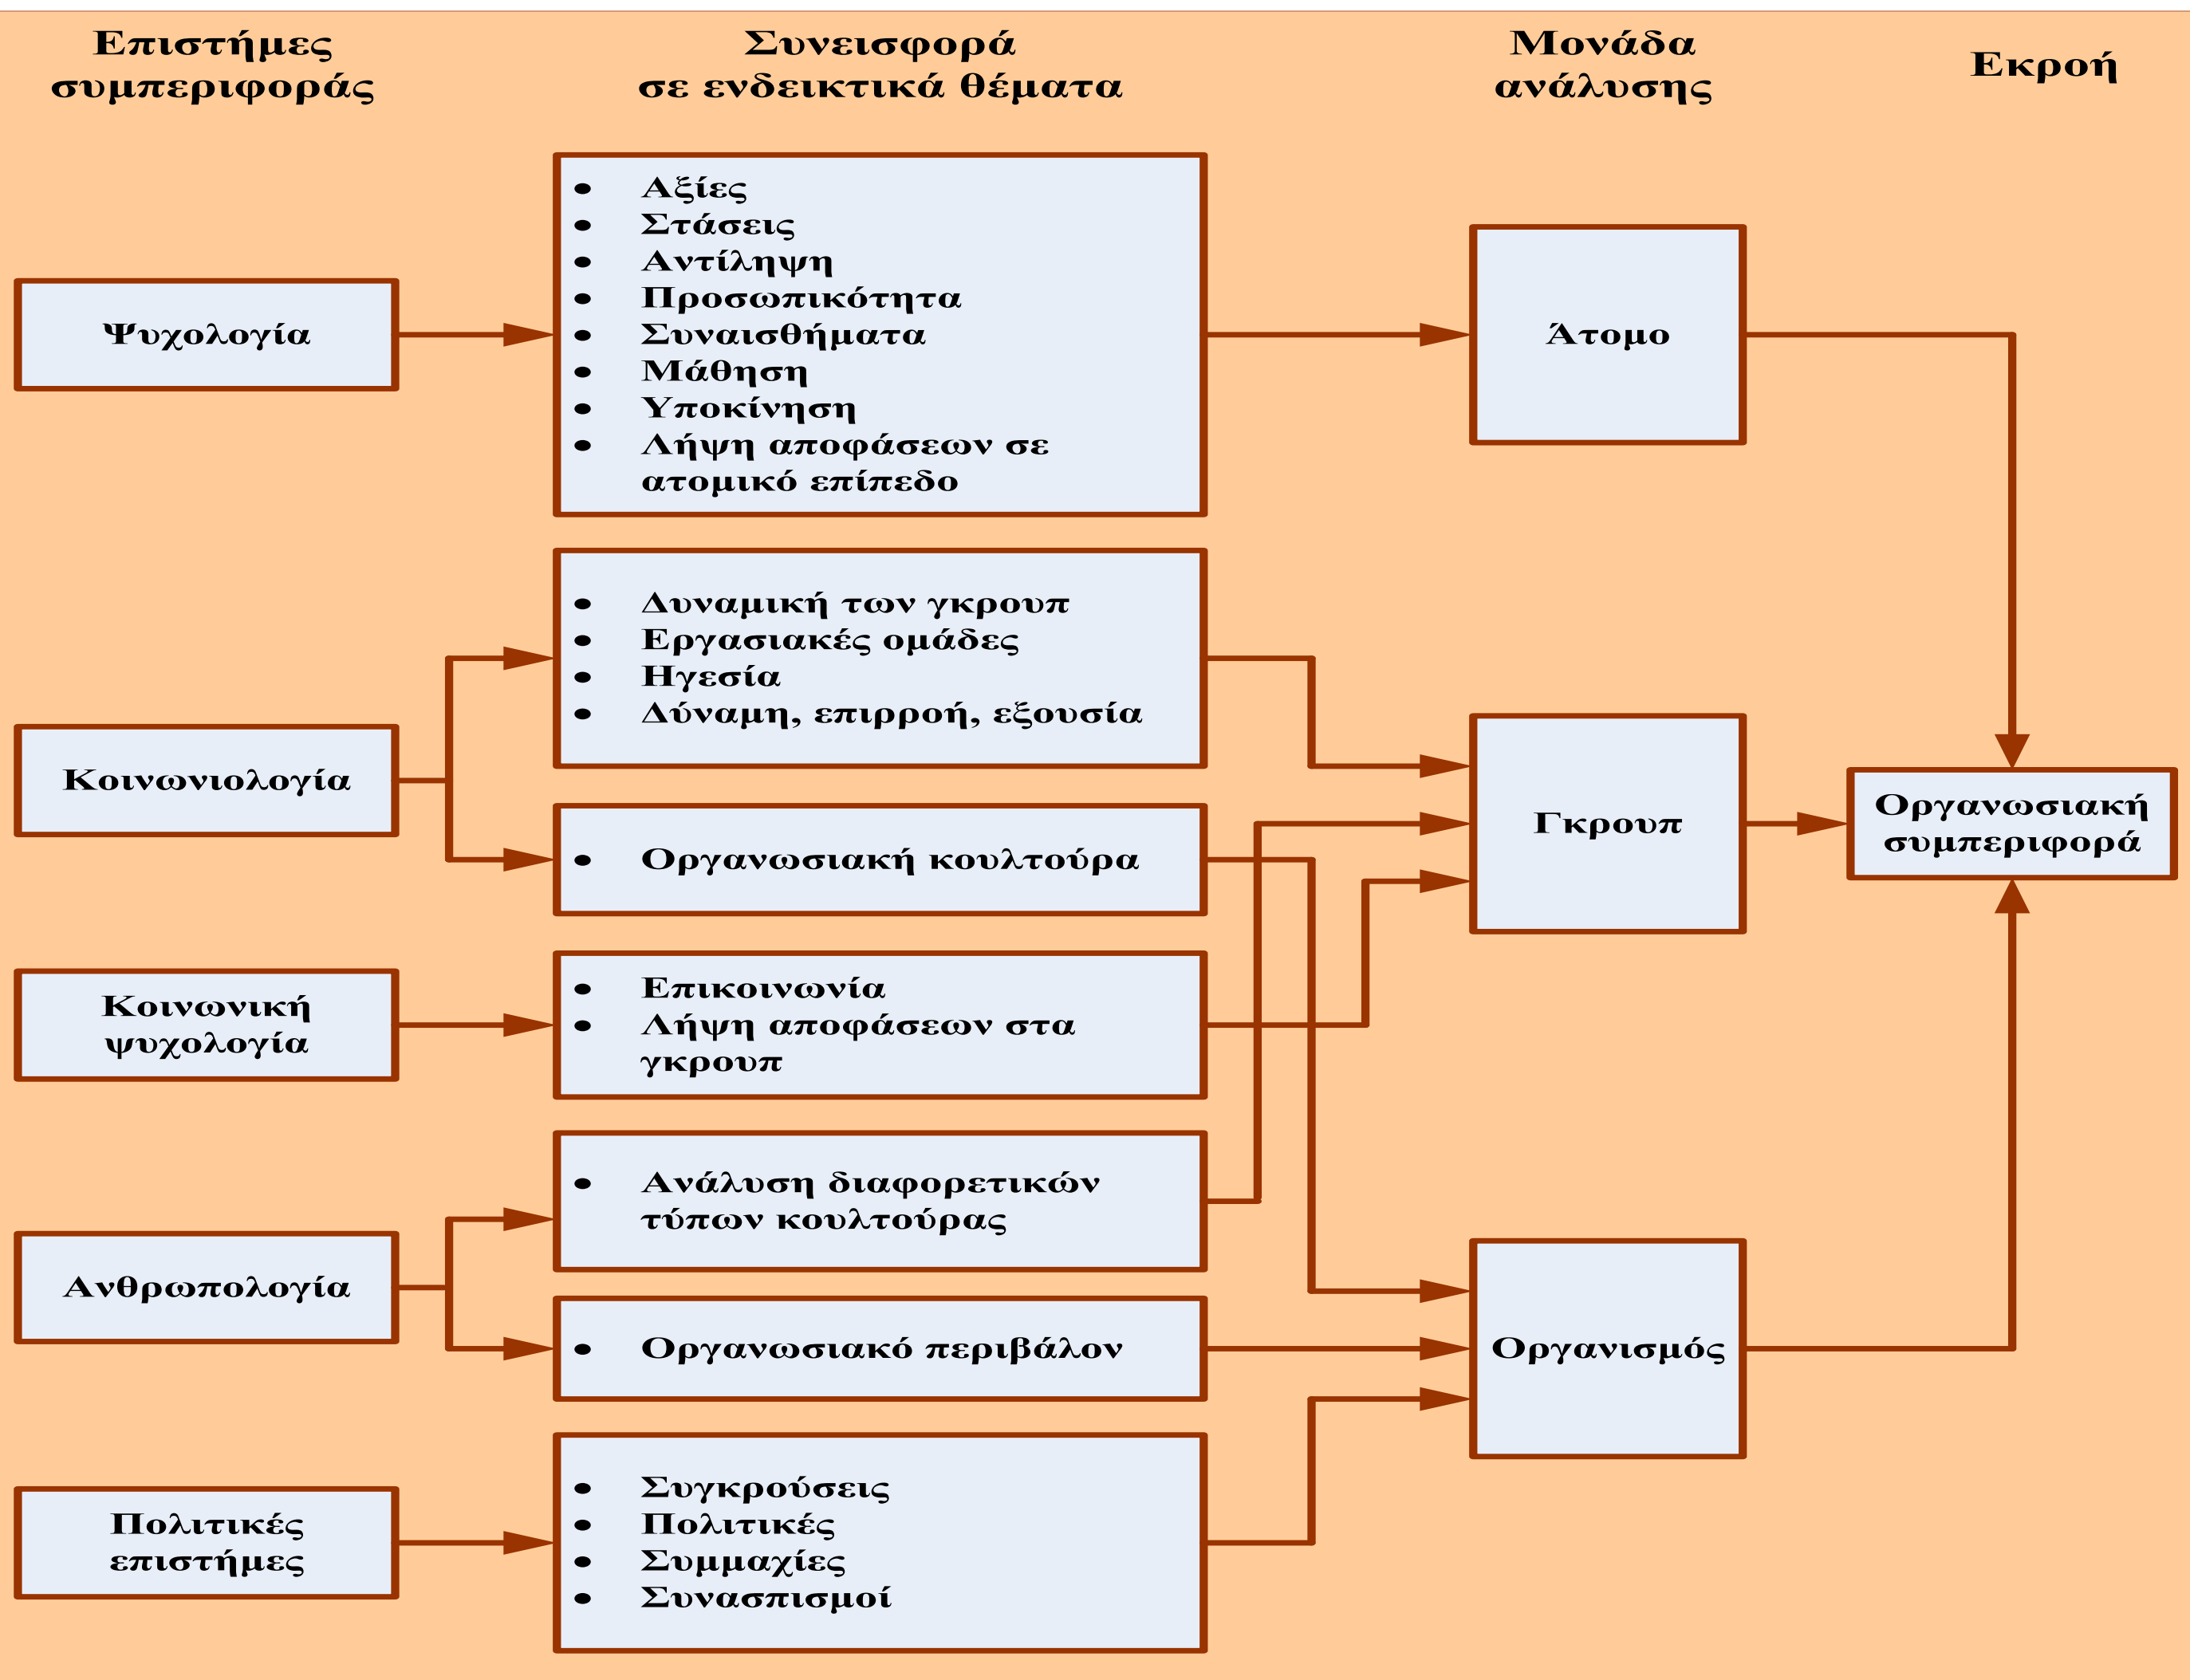 Επιστήμες
συμπεριφοράς
Συνεισφορά
σε ενδεικτικά θέματα
Μονάδα
ανάλυσης
Εκροή
Ψυχολογία
• Αξίες
• Στάσεις
• Αντίληψη
• Προσωπικότητα
• Συναισθήματα
• Μάθηση
• Υποκίνηση
• Λήψη αποφάσεων σε
ατομικό επίπεδο
Άτομο
Κοινωνιολογία
• Δυναμική των γκρουπ
• Εργασιακές ομάδες
• Ηγεσία
• Δύναμη, επιρροή, εξουσία
• Οργανωσιακή κουλτούρα
Γκρουπ
Οργανωσιακή
συμπεριφορά
Κοινωνική
ψυχολογία
• Επικοινωνία
• Λήψη αποφάσεων στα
γκρουπ
Ανθρωπολογία
• Ανάλυση διαφορετικών
τύπων κουλτούρας
• Οργανωσιακό περιβάλον
Οργανισμός
Πολιτικές
επιστήμες
• Συγκρούσεις
• Πολιτικές
• Συμμαχίες
• Συνασπισμοί